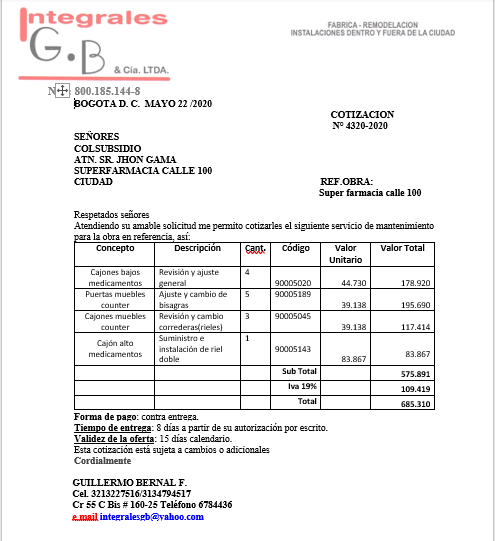 Integrales
G.B
& Cía. LTDA.
FABRICA - REMODELACION
INSTALACIONES DENTRO Y FUERA DE LA CIUDAD
N : 800.185.144-8
BOGOTA D. C. MAYO 22 /2020
COTIZACION
Nº 4320-2020
SEÑORES
COLSUBSIDIO
ATN. SR. JHON GAMA
SUPERFARMACIA CALLE 100
CIUDAD REF.OBRA:
Super farmacia calle 100
Respetados señores
Atendiendo su amable solicitud me permito cotizarles el siguiente servicio de mantenimiento
para la obra en referencia, así:
Concepto Descripción Cant. Código Valor Unitario Valor Total
Cajones bajos medicamentos Revisión y ajuste general 4 90005020 44.730 178.920
Puertas muebles counter Ajuste y cambio de bisagras 5 90005189 39.138 195.690
Cajones muebles counter Revisión y cambio correderas(rieles) 3 90005045 39.138 117.414
Cajón alto medicamentos Suministro e instalación de riel doble 1 90005143 83.867 83.867
Sub Total 575.891
Iva 19% 109.419
Total 685.310
Forma de pago: contra entrega.
Tiempo de entrega: 8 días a partir de su autorización por escrito.
Validez de la oferta: 15 días calendario.
Esta cotización está sujeta a cambios o adicionales
Cordialmente
GUILLERMO BERNAL F.
Cel. 3213227516/3134794517
Cr 55 C Bis # 160-25 Teléfono 6784436
e.mail integralesgb@yahoo.com